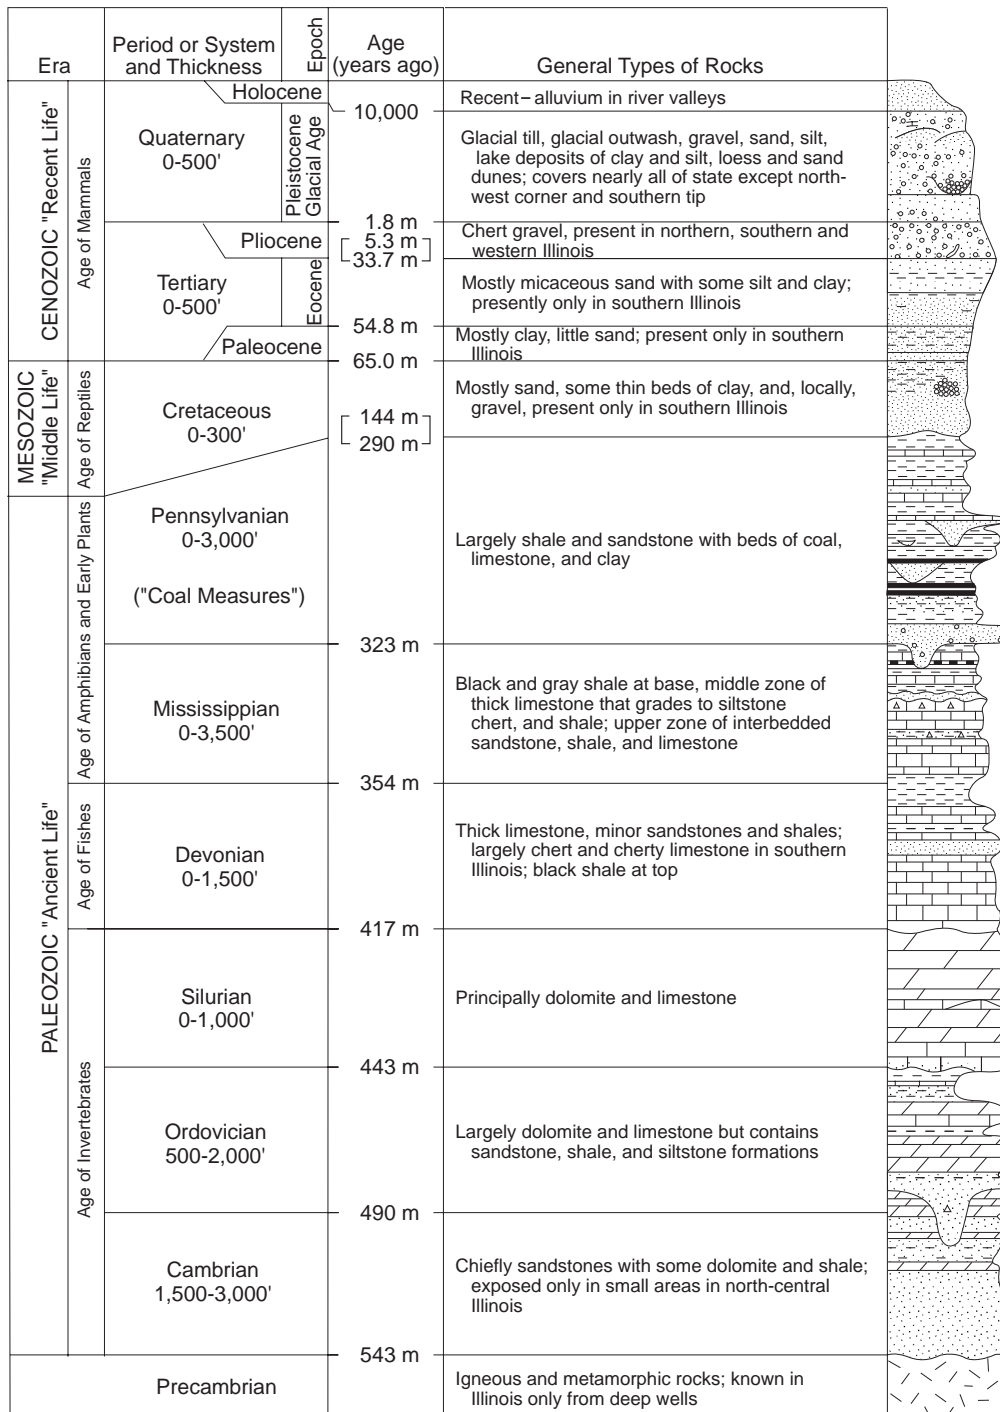 Era
Period or System
and Thickness
Epoch
Age
(years ago)
General Types of Rocks
CENOZOIC "Recent Life"
Age of Mammals
Quaternary
0-500'
Holocene
Pleistocene
Glacial Age
10,000
Recent– alluvium in river valleys
Glacial till, glacial outwash, gravel, sand, silt,
lake deposits of clay and silt, loess and sand
dunes; covers nearly all of state except north-
west corner and southern tip
1.8 m
Tertiary
0-500'
Pliocene
5.3 m
33.7 m
Chert gravel, present in northern, southern and
western Illinois
Eocene
Mostly micaceous sand with some silt and clay;
presently only in southern Illinois
54.8 m
Paleocene
Mostly clay, little sand; present only in southern
Illinois
65.0 m
MESOZOIC
"Middle Life"
Age of Reptiles
Cretaceous
0-300'
144 m
290 m
Mostly sand, some thin beds of clay, and, locally,
gravel, present only in southern Illinois
PALEOZOIC "Ancient Life"
Age of Amphibians and Early Plants
Pennsylvanian
0-3,000'
("Coal Measures")
Largely shale and sandstone with beds of coal,
limestone, and clay
323 m
Mississippian
0-3,500'
Black and gray shale at base, middle zone of
thick limestone that grades to siltstone
chert, and shale; upper zone of interbedded
sandstone, shale, and limestone
354 m
Age of Fishes
Devonian
0-1,500'
Thick limestone, minor sandstones and shales;
largely chert and cherty limestone in southern
Illinois; black shale at top
417 m
Age of Invertebrates
Silurian
0-1,000'
Principally dolomite and limestone
443 m
Ordovician
500-2,000'
Largely dolomite and limestone but contains
sandstone, shale, and siltstone formations
490 m
Cambrian
1,500-3,000'
Chiefly sandstones with some dolomite and shale;
exposed only in small areas in north-central
Illinois
543 m
Precambrian
Igneous and metamorphic rocks; known in
Illinois only from deep wells